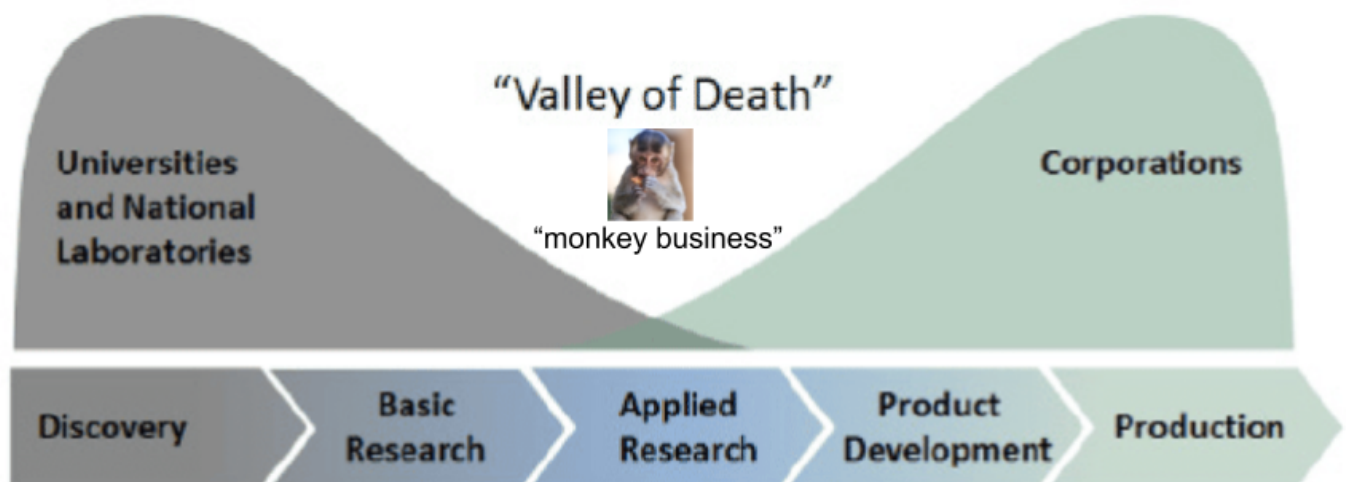 “Valley of Death”
Universities
and National
Laboratories
Corporations
“monkey business”
Discovery
Basic
Research
Applied
Research
Product
Development
Production